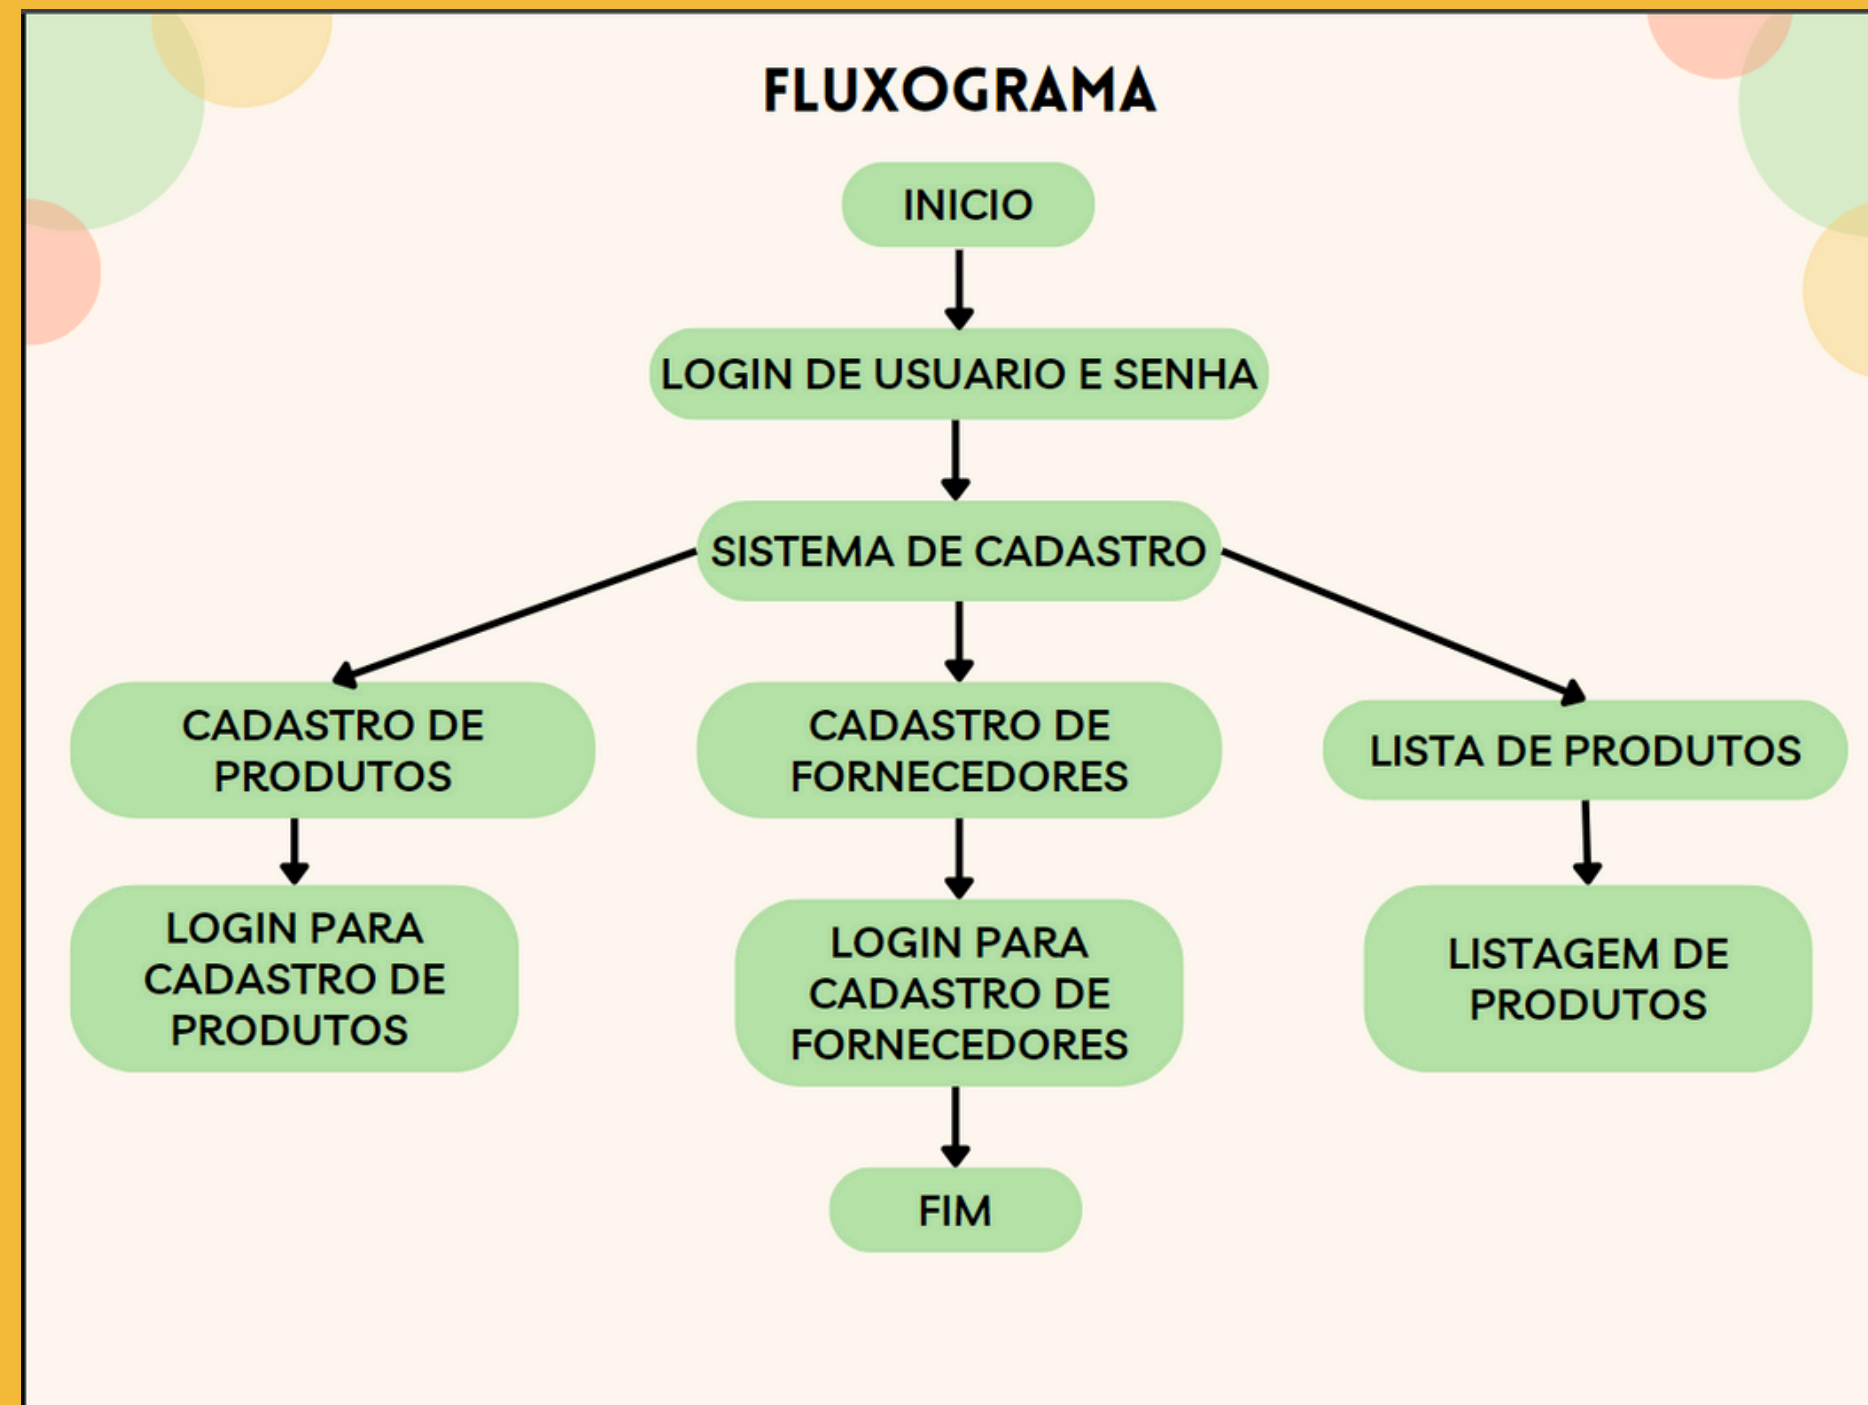 FLUXOGRAMA
INICIO
LOGIN DE USUARIO E SENHA
SISTEMA DE CADASTRO
CADASTRO DE
PRODUTOS
CADASTRO DE
FORNECEDORES
LISTA DE PRODUTOS
LOGIN PARA
CADASTRO DE
PRODUTOS
LOGIN PARA
CADASTRO DE
FORNECEDORES
LISTAGEM DE
PRODUTOS
FIM